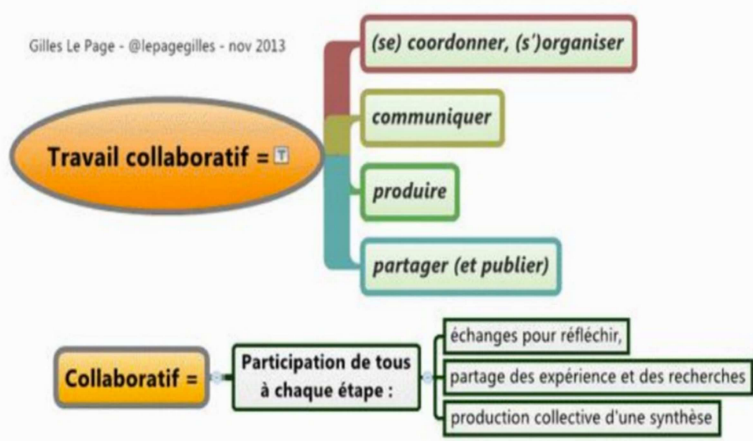 Gilles Le Page - @lepagegilles - nov 2013
(se) coordonner, (s')organiser
communiquer
Travail collaboratif =
produire
partager (et publier)
Collaboratif =
Participation de tous
à chaque étape :
échanges pour réfléchir,
partage des expérience et des recherches
production collective d'une synthèse